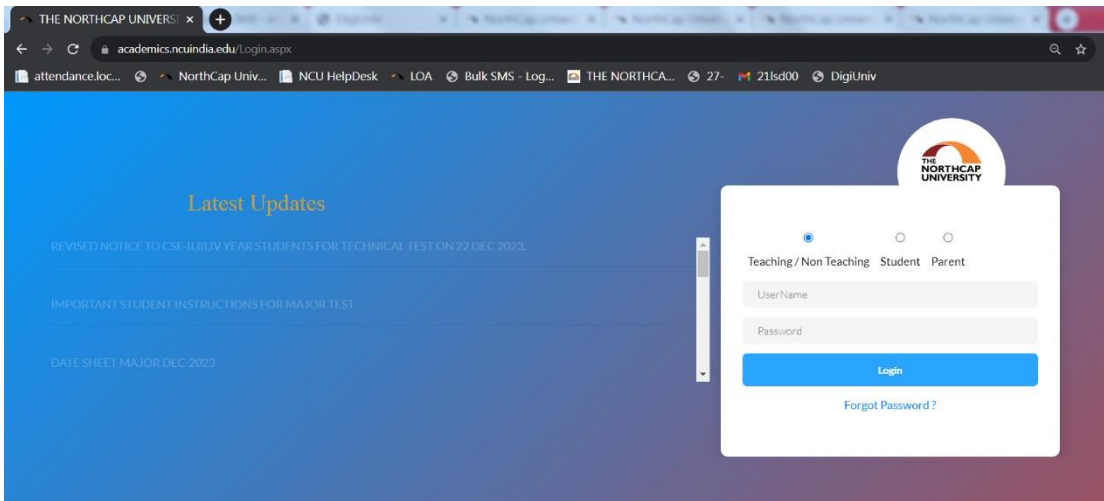 THE NORTHCAP UNIVERSI
academics.ncuindia.edu/Login.aspx
attendance.loc... NorthCap Univ... NCU HelpDesk LOA Bulk SMS - Log... THE NORTHCA... 27- 21lsd00 DigiUniv
THE
NORTHCAP
UNIVERSITY
Latest Updates
REVISED NOTICE TO CSE-II,III,IV YEAR STUDENTS FOR TECHNICAL TEST ON 22 DEC 2023.
IMPORTANT STUDENT INSTRUCTIONS FOR MAJOR TEST
DATE SHEET MAJOR DEC-2023
Teaching / Non Teaching Student Parent
UserName
Password
Login
Forgot Password ?